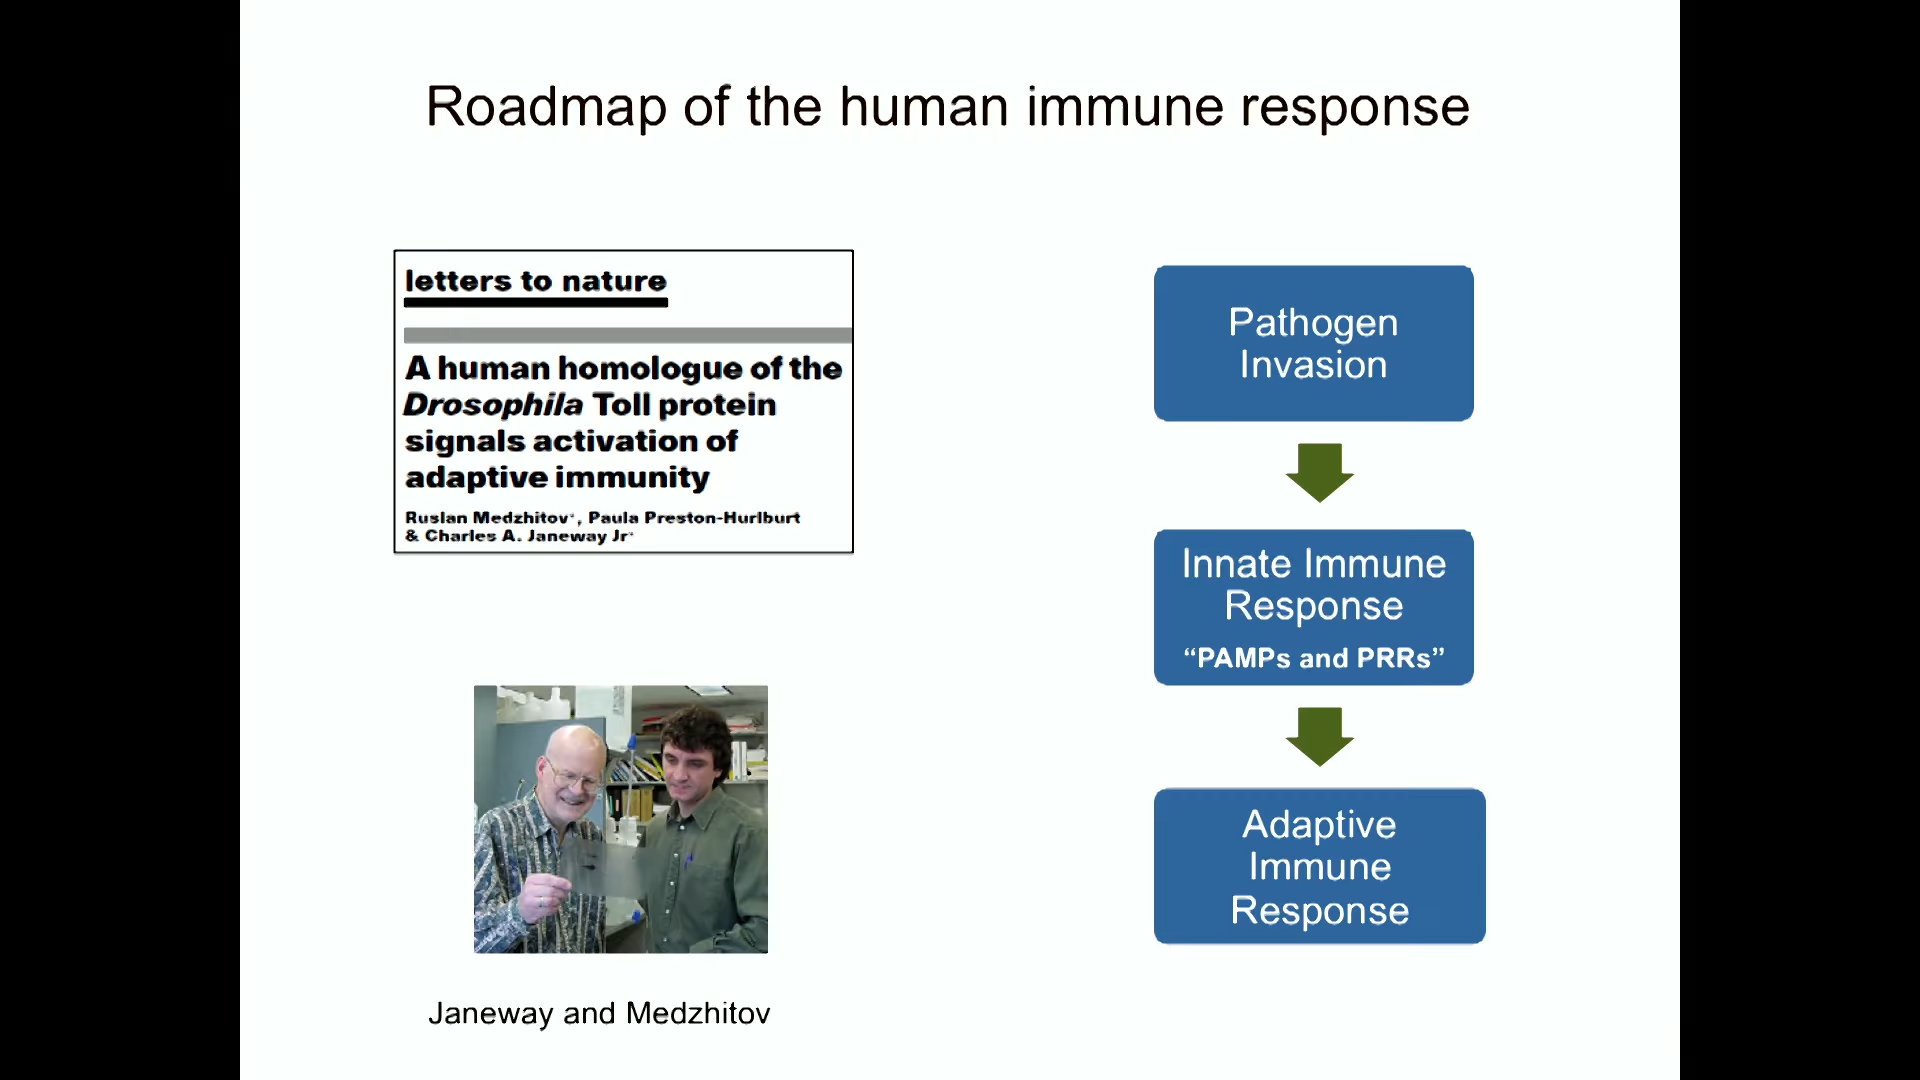 Roadmap of the human immune response
letters to nature
A human homologue of the
Drosophila Toll protein
signals activation of
adaptive immunity
Ruslan Medzhitov*, Paula Preston-Hurlburt
& Charles A. Janeway Jr*
Janeway and Medzhitov
Pathogen
Invasion
Innate Immune
Response
“PAMPs and PRRs”
Adaptive
Immune
Response